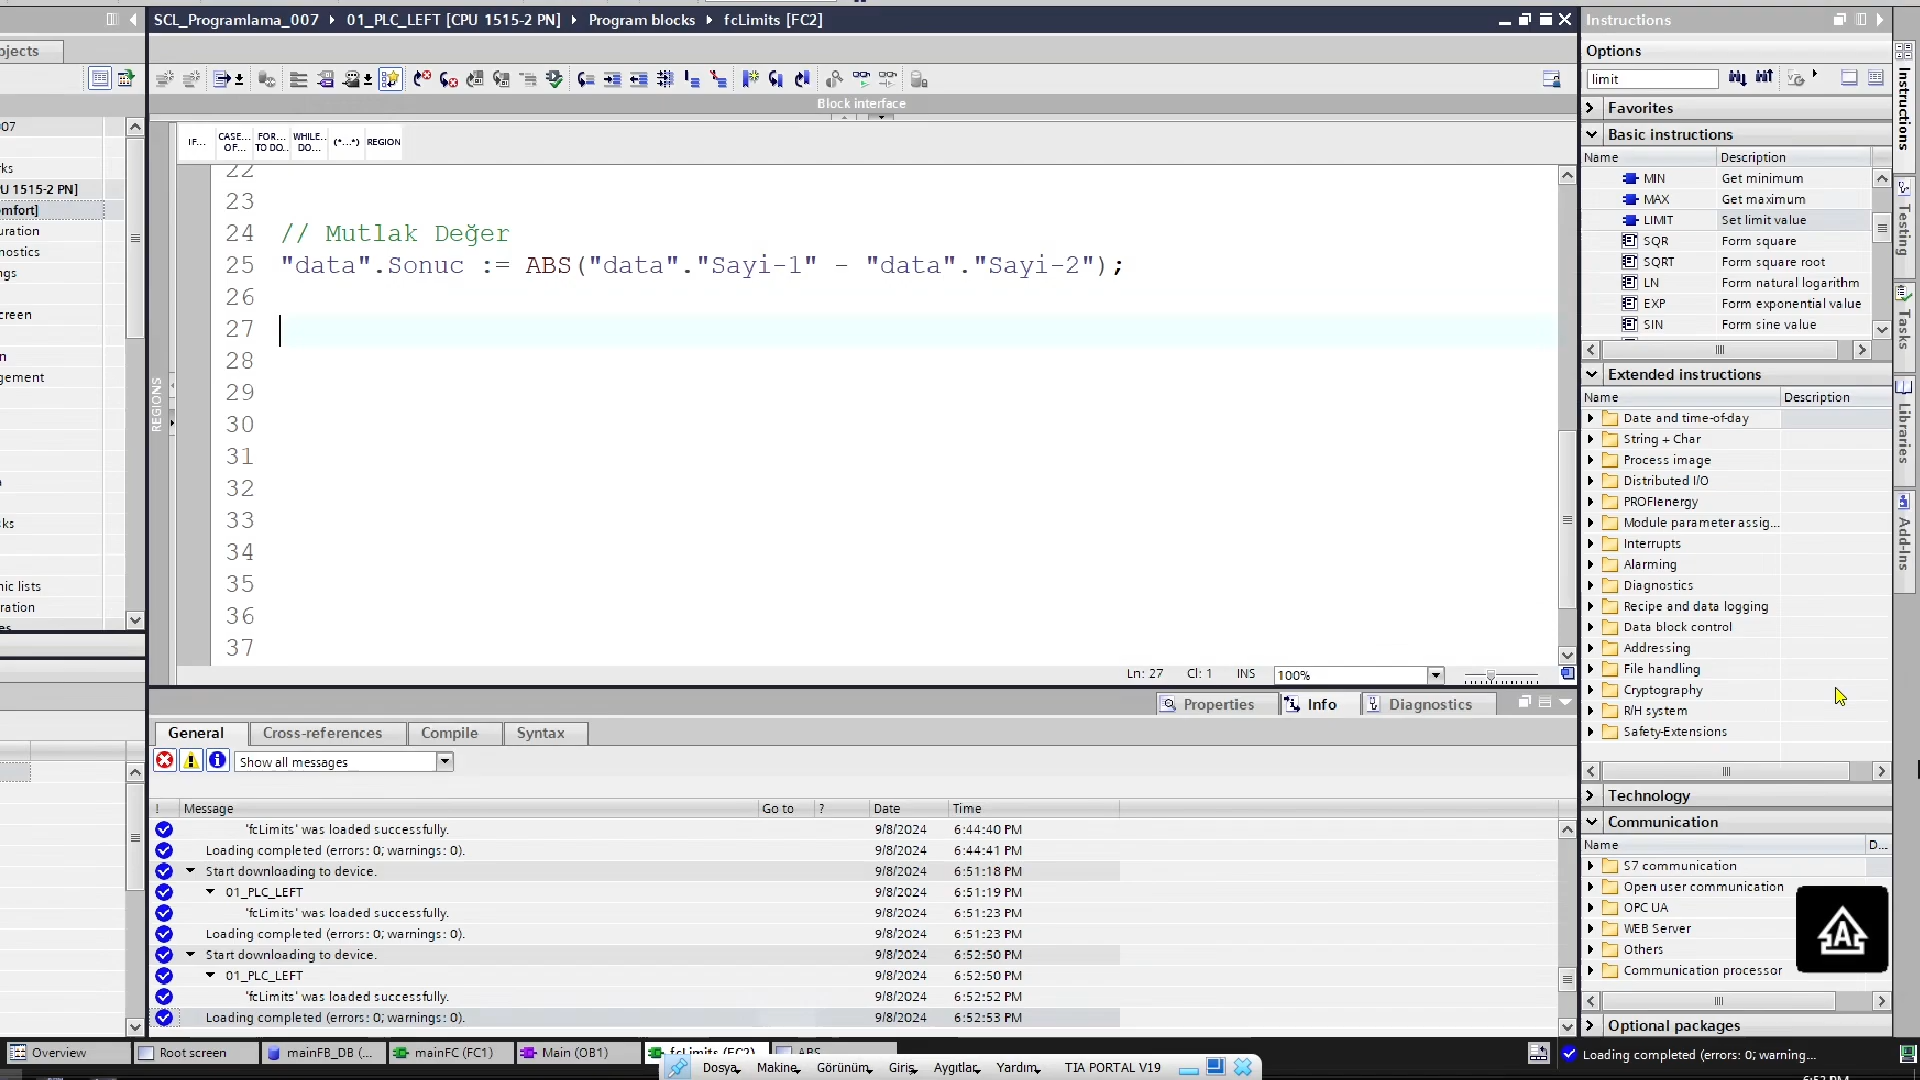 SCL_Programlama_007 › 01_PLC_LEFT [CPU 1515-2 PN] › Program blocks › fcLimits [FC2]
Instructions
Options
limit
Block interface
IF... CASE... OF... FOR... TO DO.. WHILE.. DO... (*...*) REGION
22
23
24 // Mutlak Değer
25 "data".Sonuc := ABS("data"."Sayi-1" - "data"."Sayi-2");
26
27
28
29
30
31
32
33
34
35
36
37
REGIONS
Ln: 27 Cl: 1 INS 100%
Properties Info Diagnostics
General Cross-references Compile Syntax
Show all messages
! Message Go to ? Date Time
'fcLimits' was loaded successfully. 9/8/2024 6:44:40 PM
Loading completed (errors: 0; warnings: 0). 9/8/2024 6:44:41 PM
Start downloading to device. 9/8/2024 6:51:18 PM
01_PLC_LEFT 9/8/2024 6:51:19 PM
'fcLimits' was loaded successfully. 9/8/2024 6:51:23 PM
Loading completed (errors: 0; warnings: 0). 9/8/2024 6:51:23 PM
Start downloading to device. 9/8/2024 6:52:50 PM
01_PLC_LEFT 9/8/2024 6:52:50 PM
'fcLimits' was loaded successfully. 9/8/2024 6:52:52 PM
Loading completed (errors: 0; warnings: 0). 9/8/2024 6:52:53 PM
Favorites
Basic instructions
Name Description
MIN Get minimum
MAX Get maximum
LIMIT Set limit value
SQR Form square
SQRT Form square root
LN Form natural logarithm
EXP Form exponential value
SIN Form sine value
Extended instructions
Name Description
Date and time-of-day
String + Char
Process image
Distributed I/O
PROFIenergy
Module parameter assig...
Interrupts
Alarming
Diagnostics
Recipe and data logging
Data block control
Addressing
File handling
Cryptography
R/H system
Safety-Extensions
Technology
Communication
Name D...
S7 communication
Open user communication
OPC UA
WEB Server
Others
Communication processor
Optional packages
Instructions
Testing
Tasks
Libraries
Add-Ins
Overview Root screen mainFB_DB (... mainFC (FC1) Main (OB1) fcLimits (FC2) ABS
Loading completed (errors: 0; warning...
Dosya Makine Görünüm Giriş Aygıtlar Yardım TIA PORTAL V19